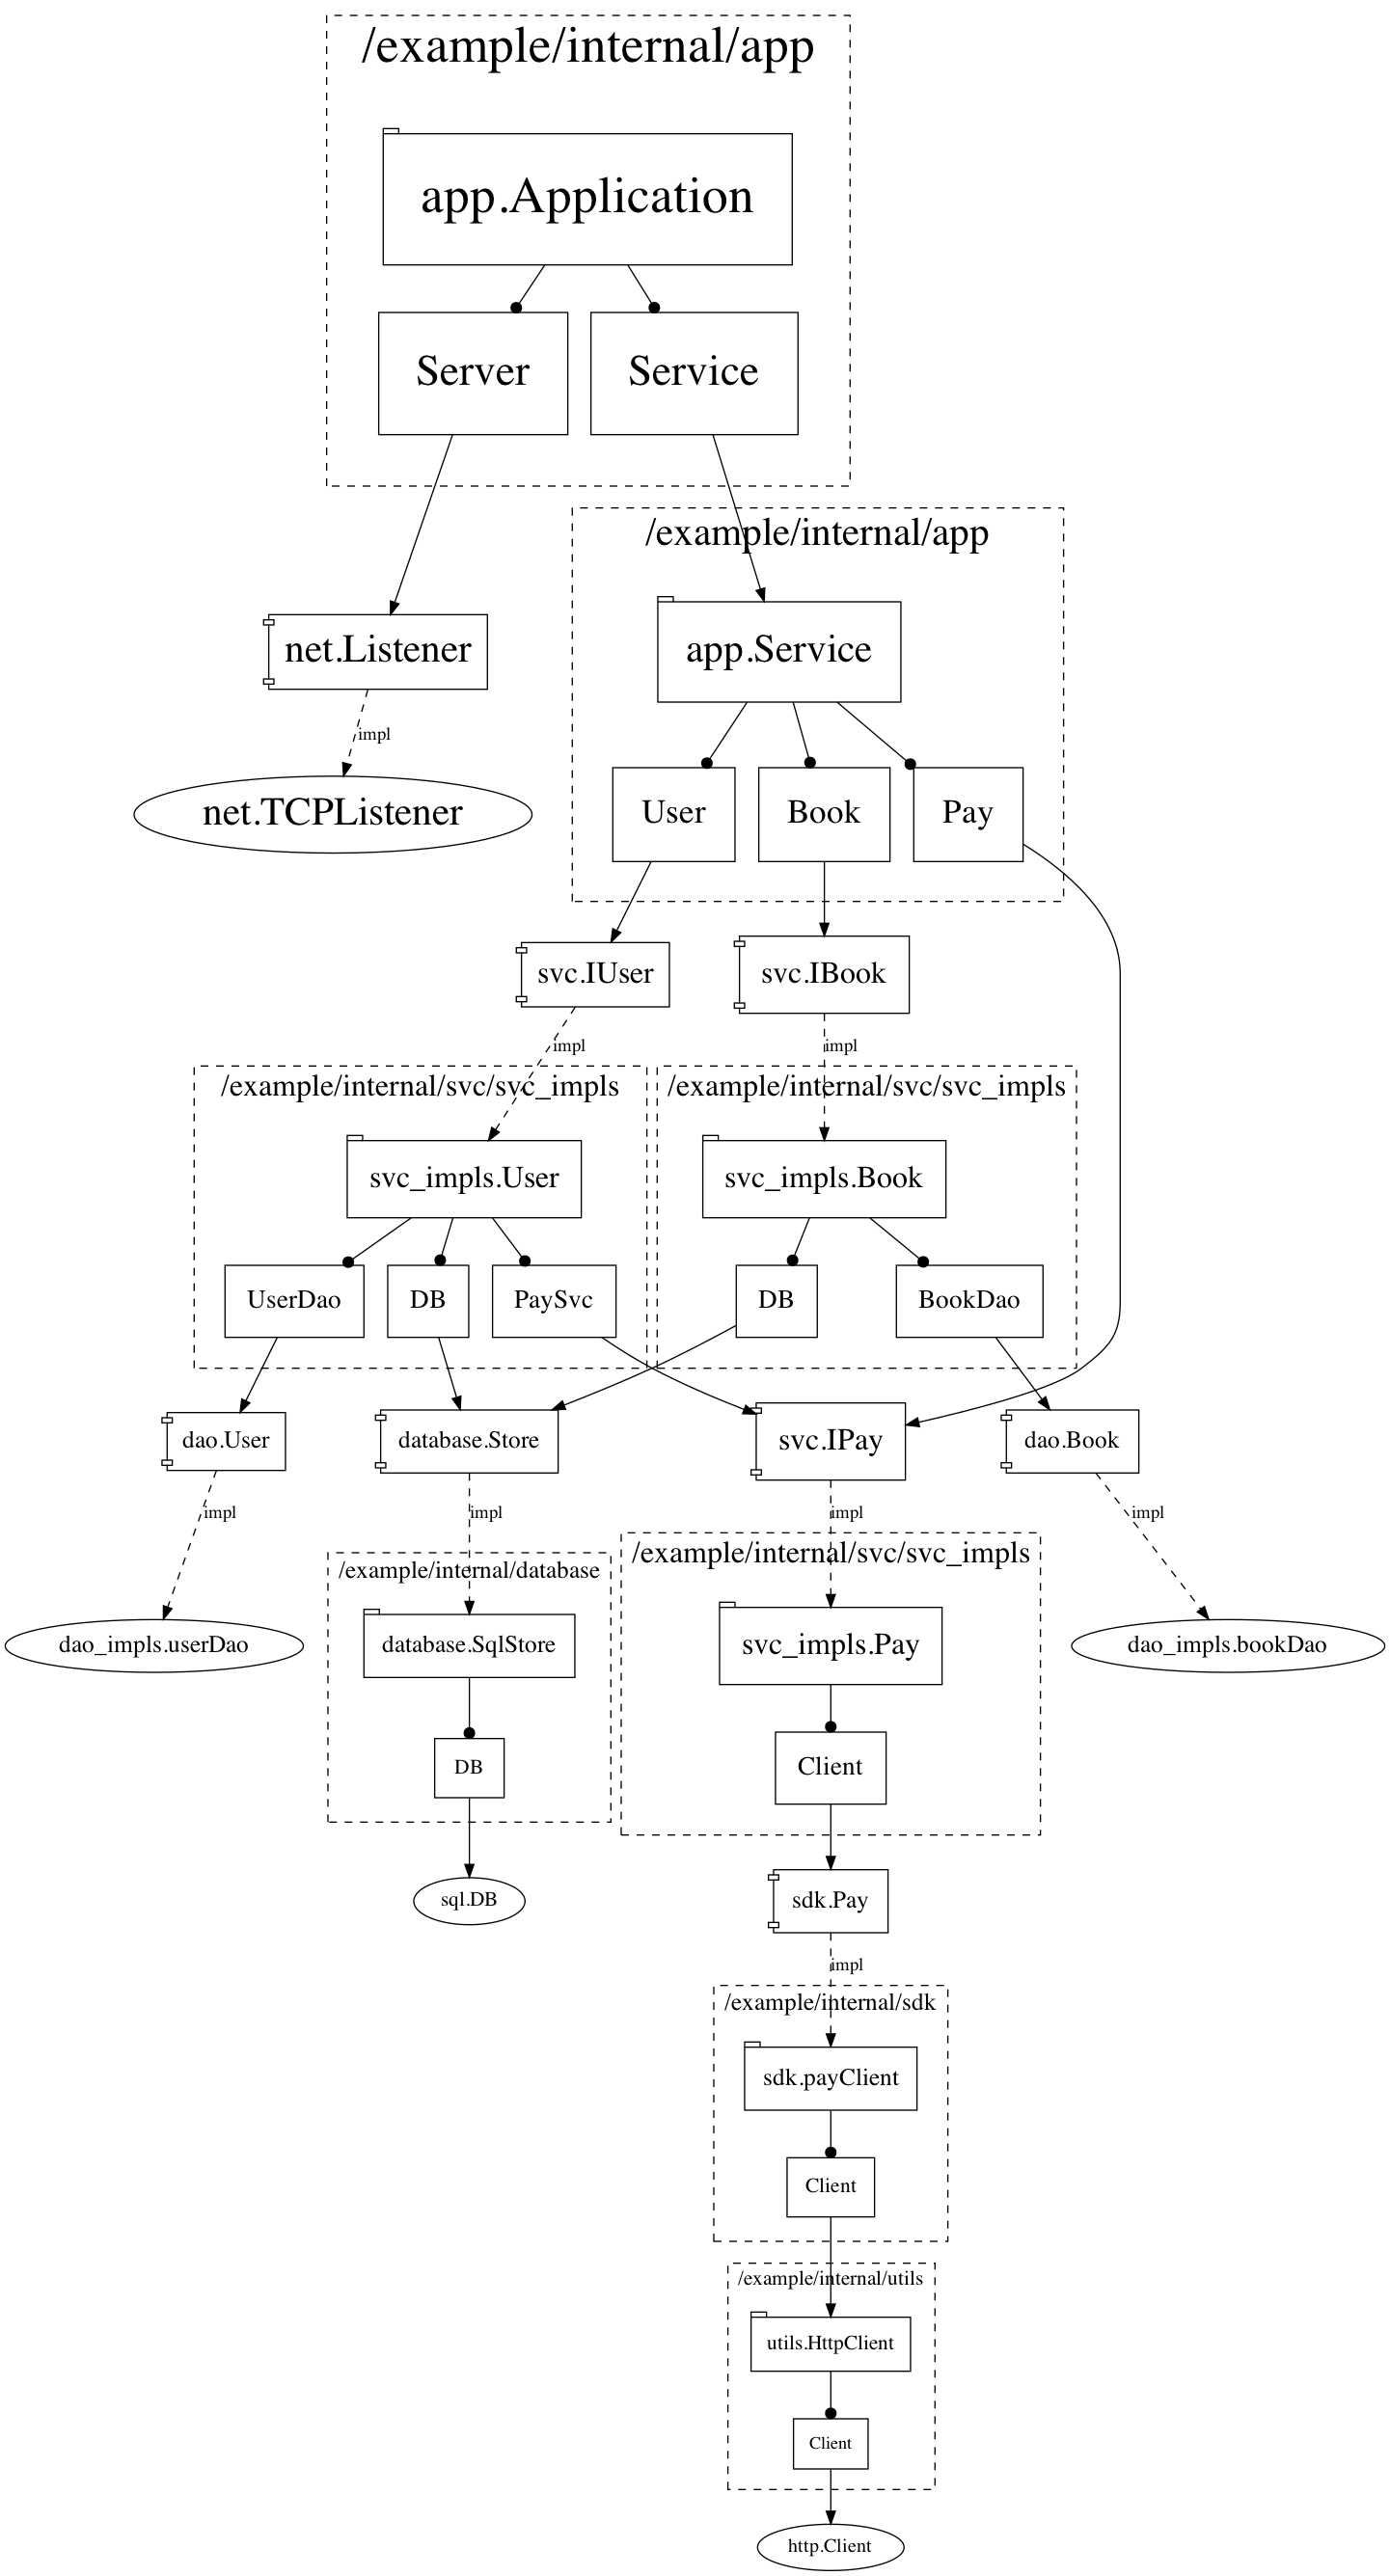 /example/internal/app
app.Application
Server
Service
/example/internal/app
net.Listener
app.Service
impl
net.TCPListener
User
Book
Pay
svc.IUser
svc.IBook
impl
impl
/example/internal/svc/svc_impls
/example/internal/svc/svc_impls
svc_impls.User
svc_impls.Book
UserDao
DB
PaySvc
DB
BookDao
dao.User
database.Store
svc.IPay
dao.Book
impl
impl
impl
impl
/example/internal/database
/example/internal/svc/svc_impls
dao_impls.userDao
database.SqlStore
svc_impls.Pay
dao_impls.bookDao
DB
Client
sql.DB
sdk.Pay
impl
/example/internal/sdk
sdk.payClient
Client
/example/internal/utils
utils.HttpClient
Client
http.Client